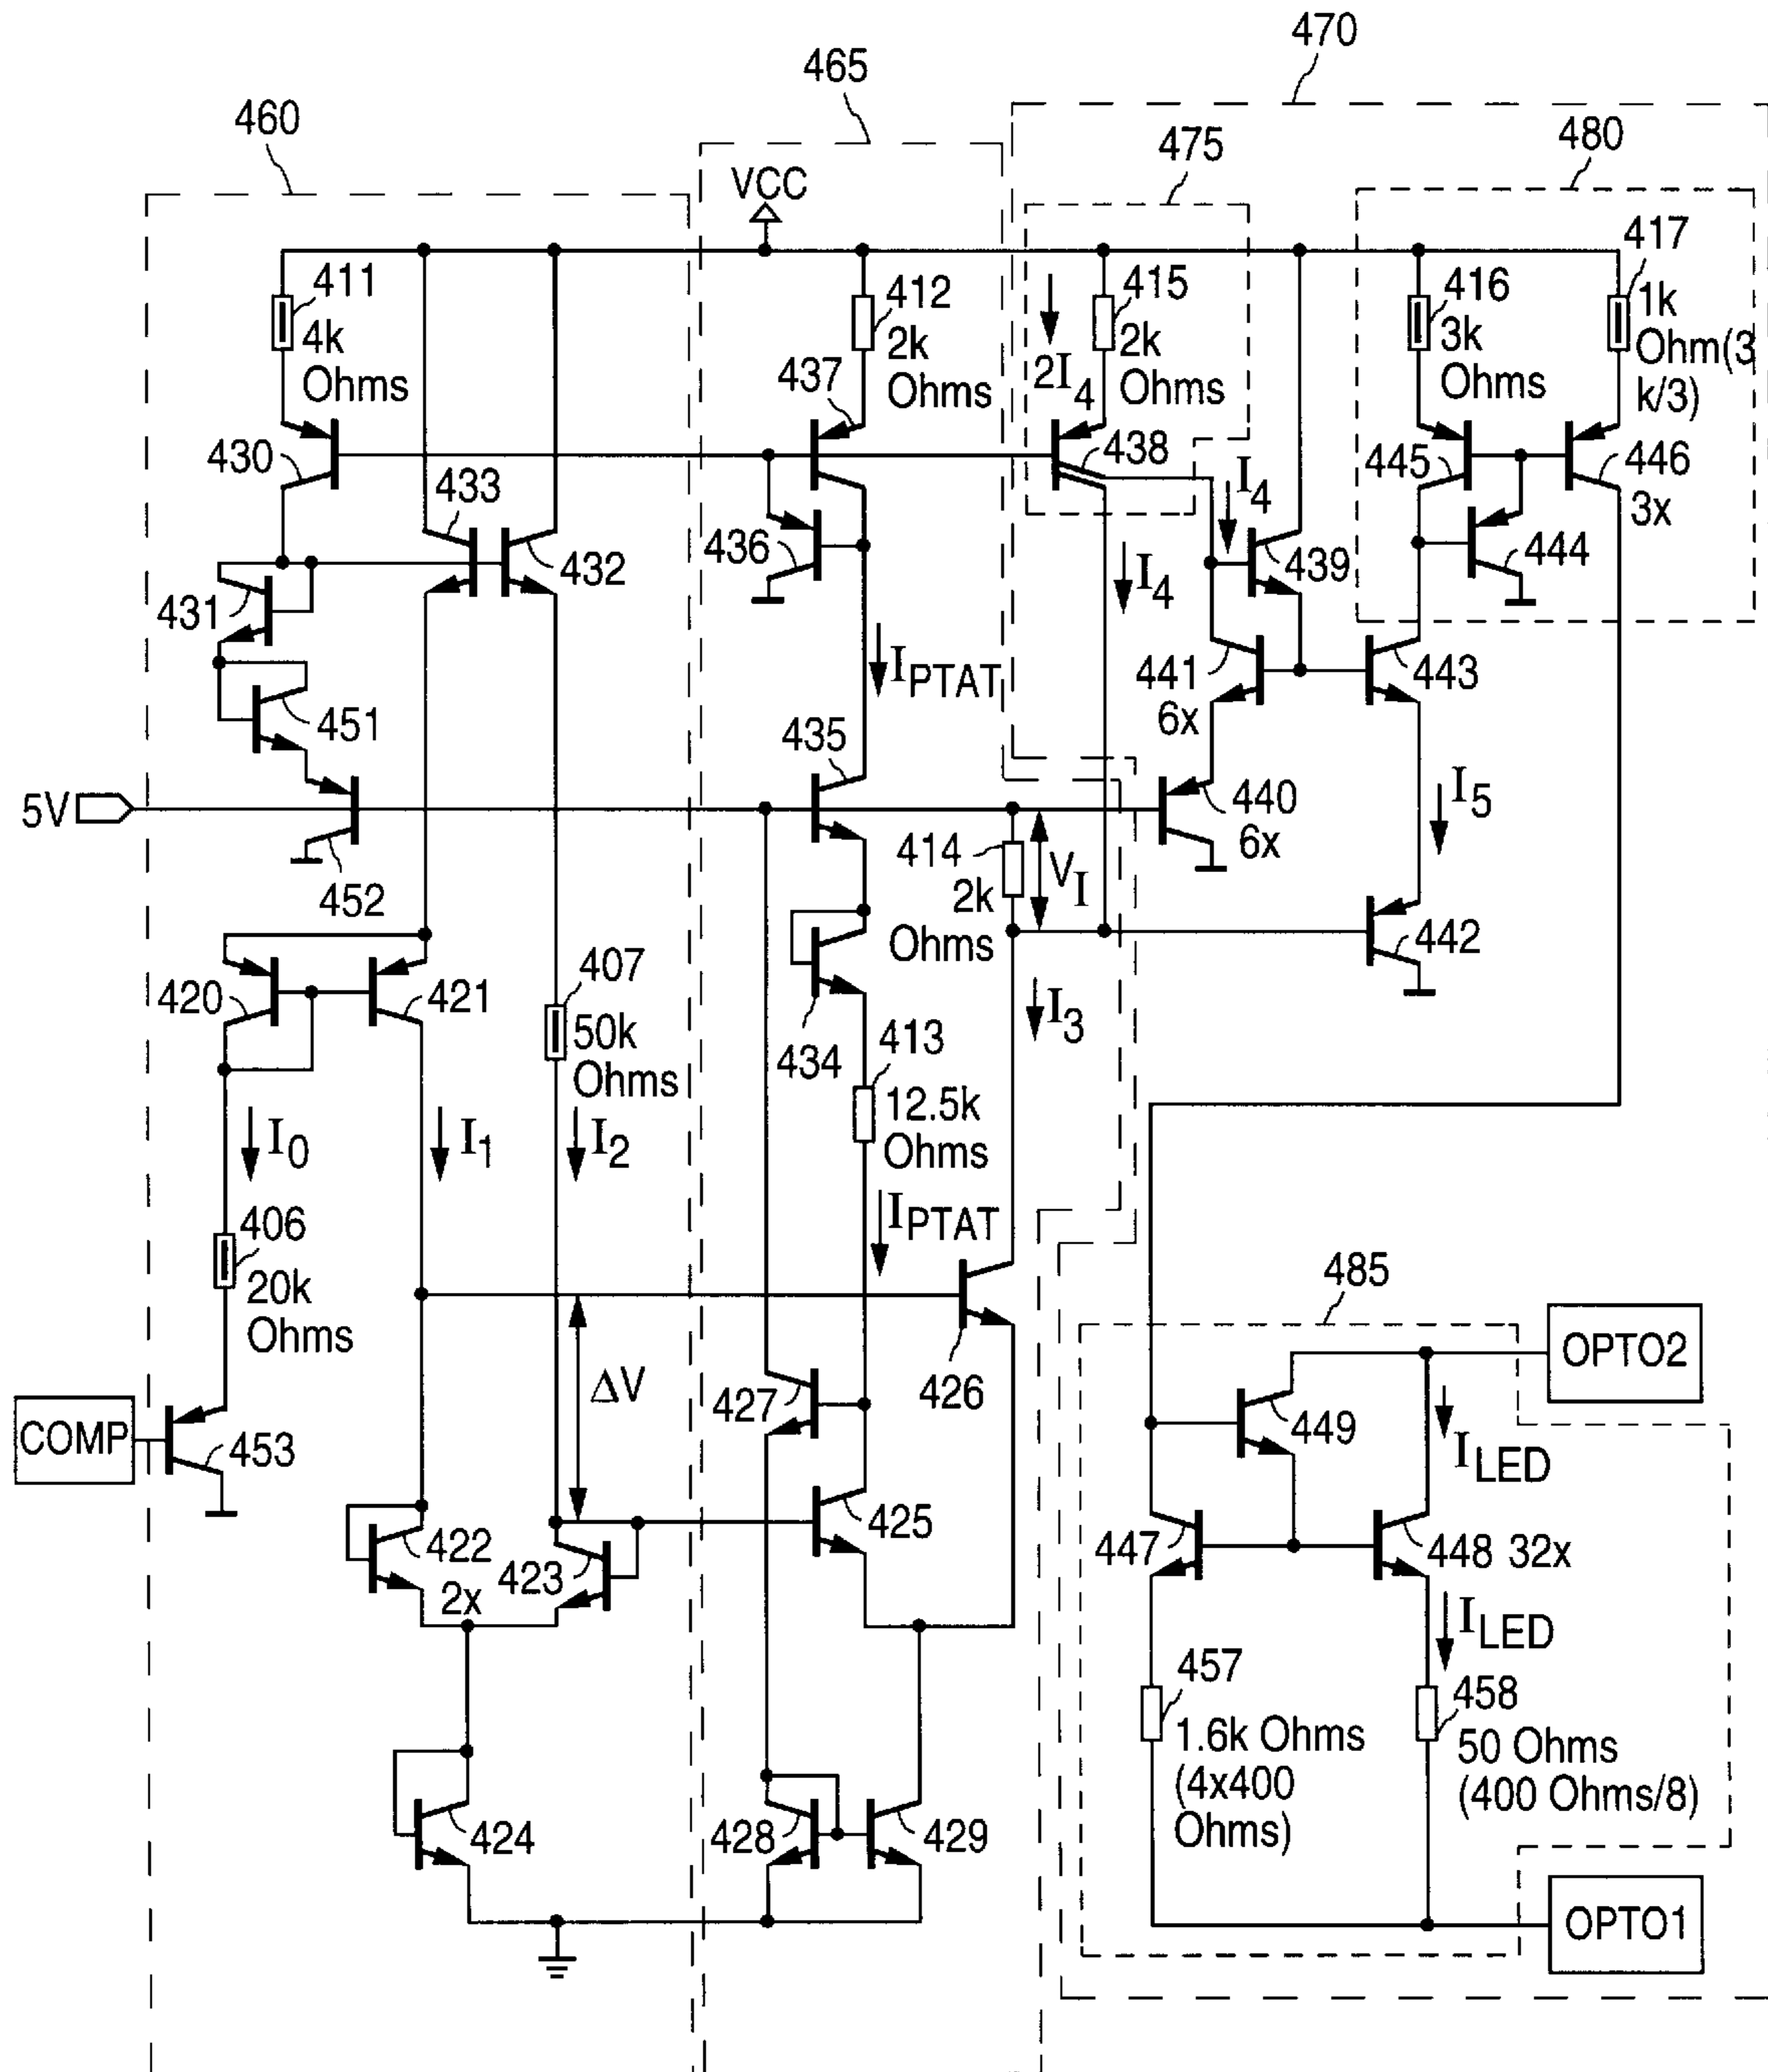 470
465
480
460
475
VCC
417
411
412
415
416
1k
4k
2k
2I4
2k
3k
Ohm(3
Ohms
437
Ohms
Ohms
Ohms
k/3)
430
433
438
I4
445
446
3x
436
432
439
444
431
I4
IPTAT
441
443
6x
451
435
5V
440
6x
I5
414
VI
2k
452
Ohms
442
407
420
421
50k
Ohms
434
413
I3
12.5k
Ohms
I0
I1
I2
IPTAT
406
20k
Ohms
485
OPTO2
ΔV
427
426
COMP
453
449
ILED
425
422
423
2x
447
448 32x
ILED
457
458
1.6k Ohms
(4x400
Ohms)
50 Ohms
(400 Ohms/8)
424
428
429
OPTO1